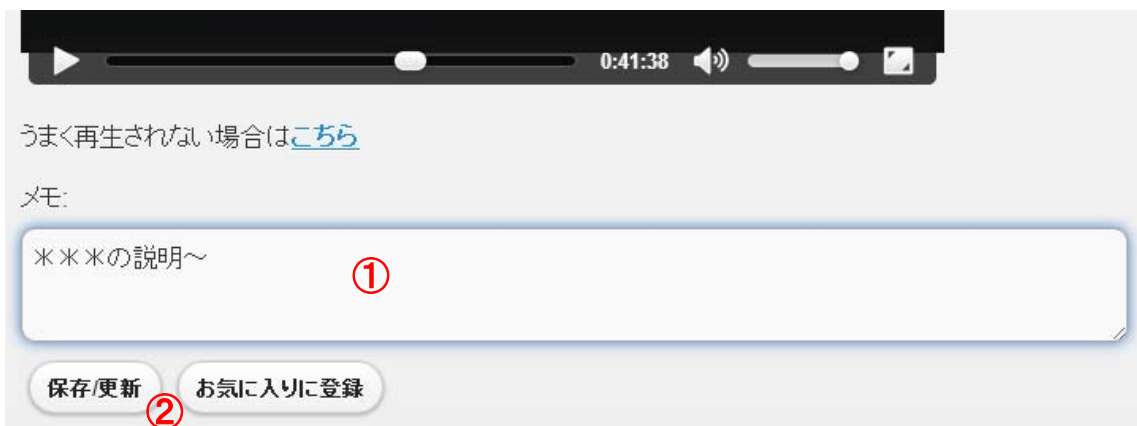 0:41:38
うまく再生されない場合はこちら
メモ:
＊＊＊の説明～
①
保存/更新 お気に入りに登録
②